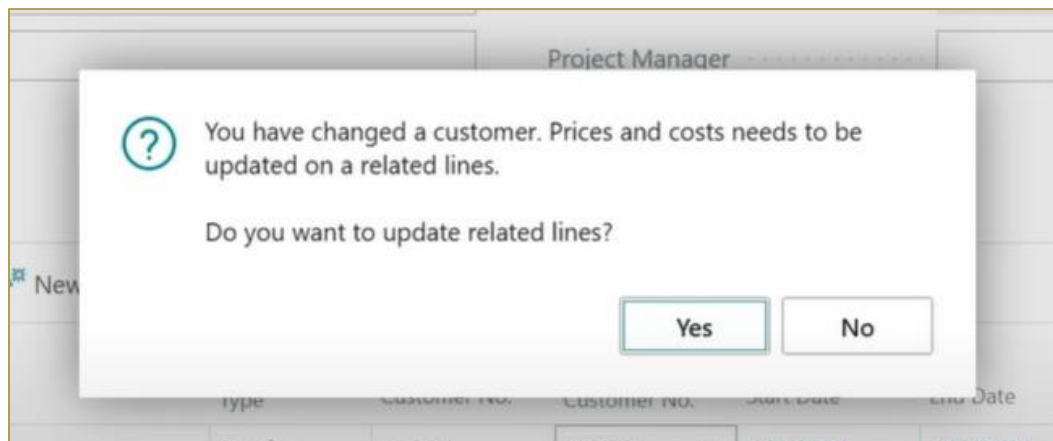 Project Manager
You have changed a customer. Prices and costs needs to be
updated on a related lines.
Do you want to update related lines?
New
Yes
No
Type
Customer No.
Customer No.
Start Date
End Date